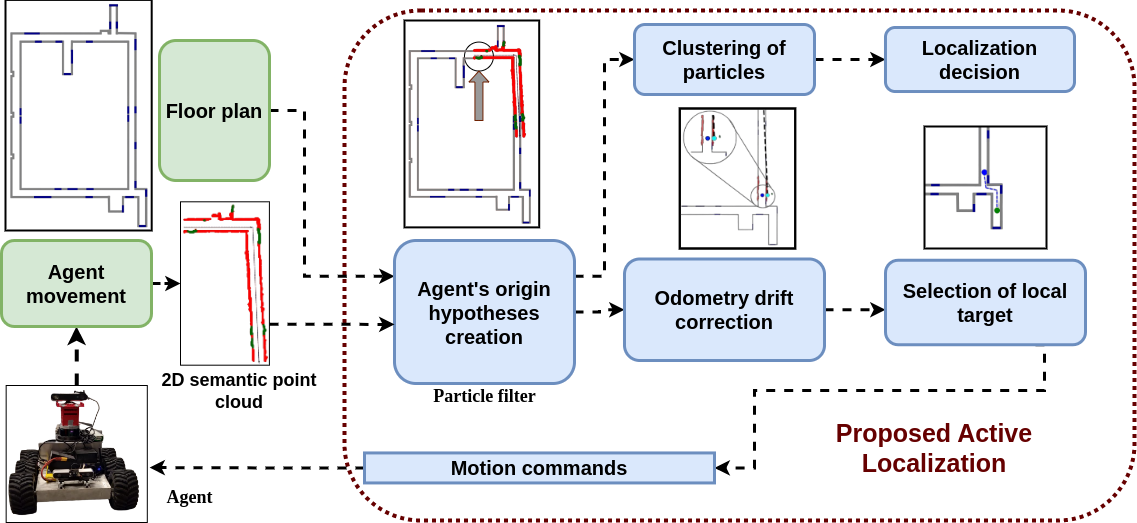 Floor plan
Agent
movement
2D semantic point
cloud
Agent
Clustering of
particles
Localization
decision
Agent's origin
hypotheses
creation
Particle filter
Odometry drift
correction
Selection of local
target
Motion commands
Proposed Active
Localization